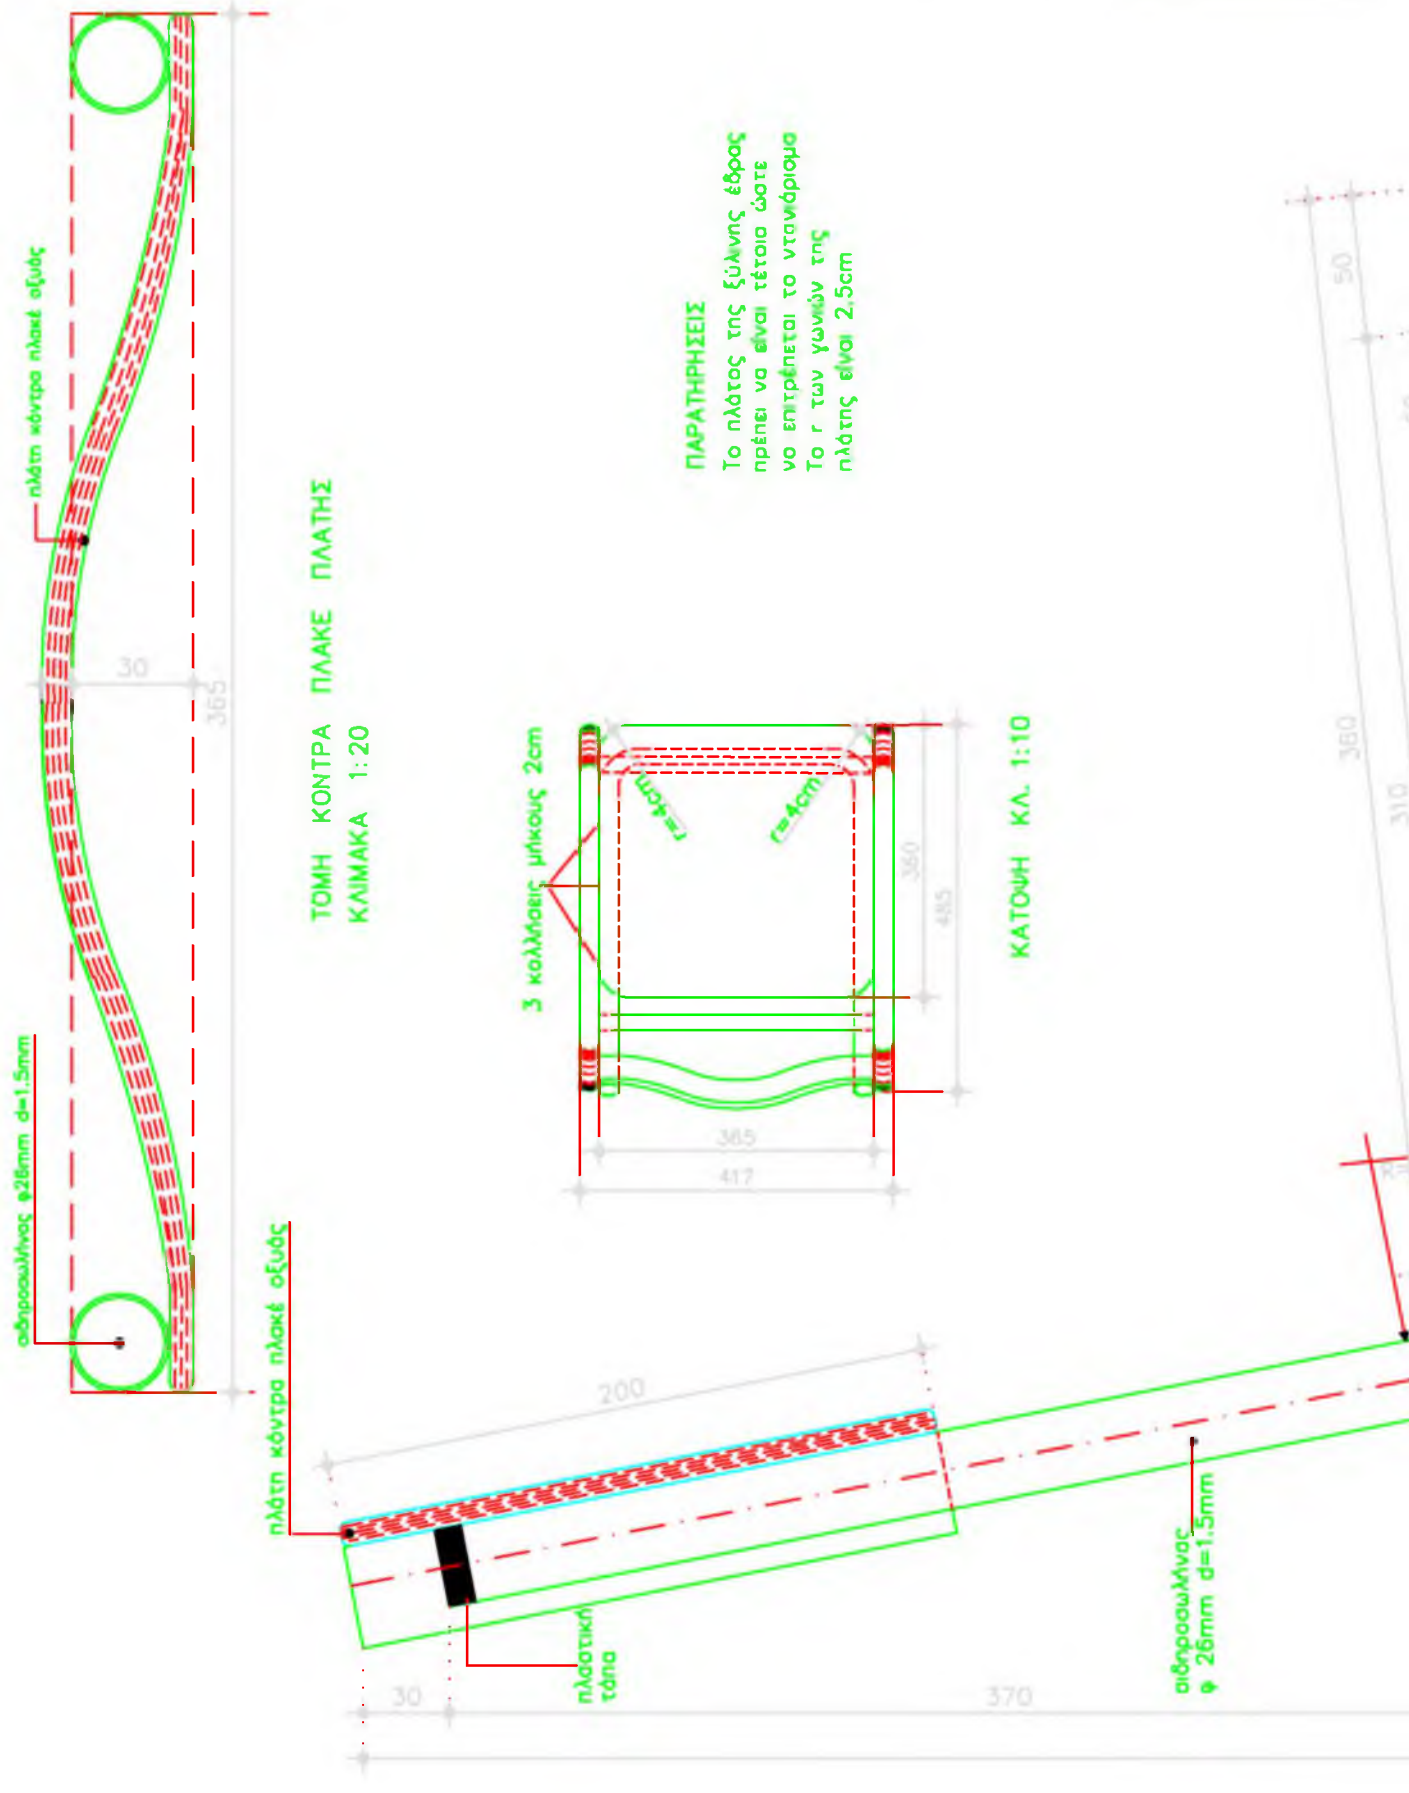 πλάτη κόντρα πλακέ οξυάς
σιδηροσωλήνας φ26mm d=1.5mm
30
365
ΤΟΜΗ ΚΟΝΤΡΑ ΠΛΑΚΕ ΠΛΑΤΗΣ
ΚΛΙΜΑΚΑ 1:20
ΠΑΡΑΤΗΡΗΣΕΙΣ
Το πλάτος της ξύλινης έδρας
πρέπει να είναι τέτοιο ώστε
να επιτρέπεται το ντανιάρισμα
Το r των γωνιών της
πλάτης είναι 2.5cm
3 κολλήσεις μήκους 2cm
r=4cm
r=4cm
360
485
365
417
ΚΑΤΟΨΗ ΚΛ. 1:10
50
360
310
πλάτη κόντρα πλακέ οξυάς
200
πλαστική
τάπα
σιδηροσωλήνας
φ 26mm d=1.5mm
30
370